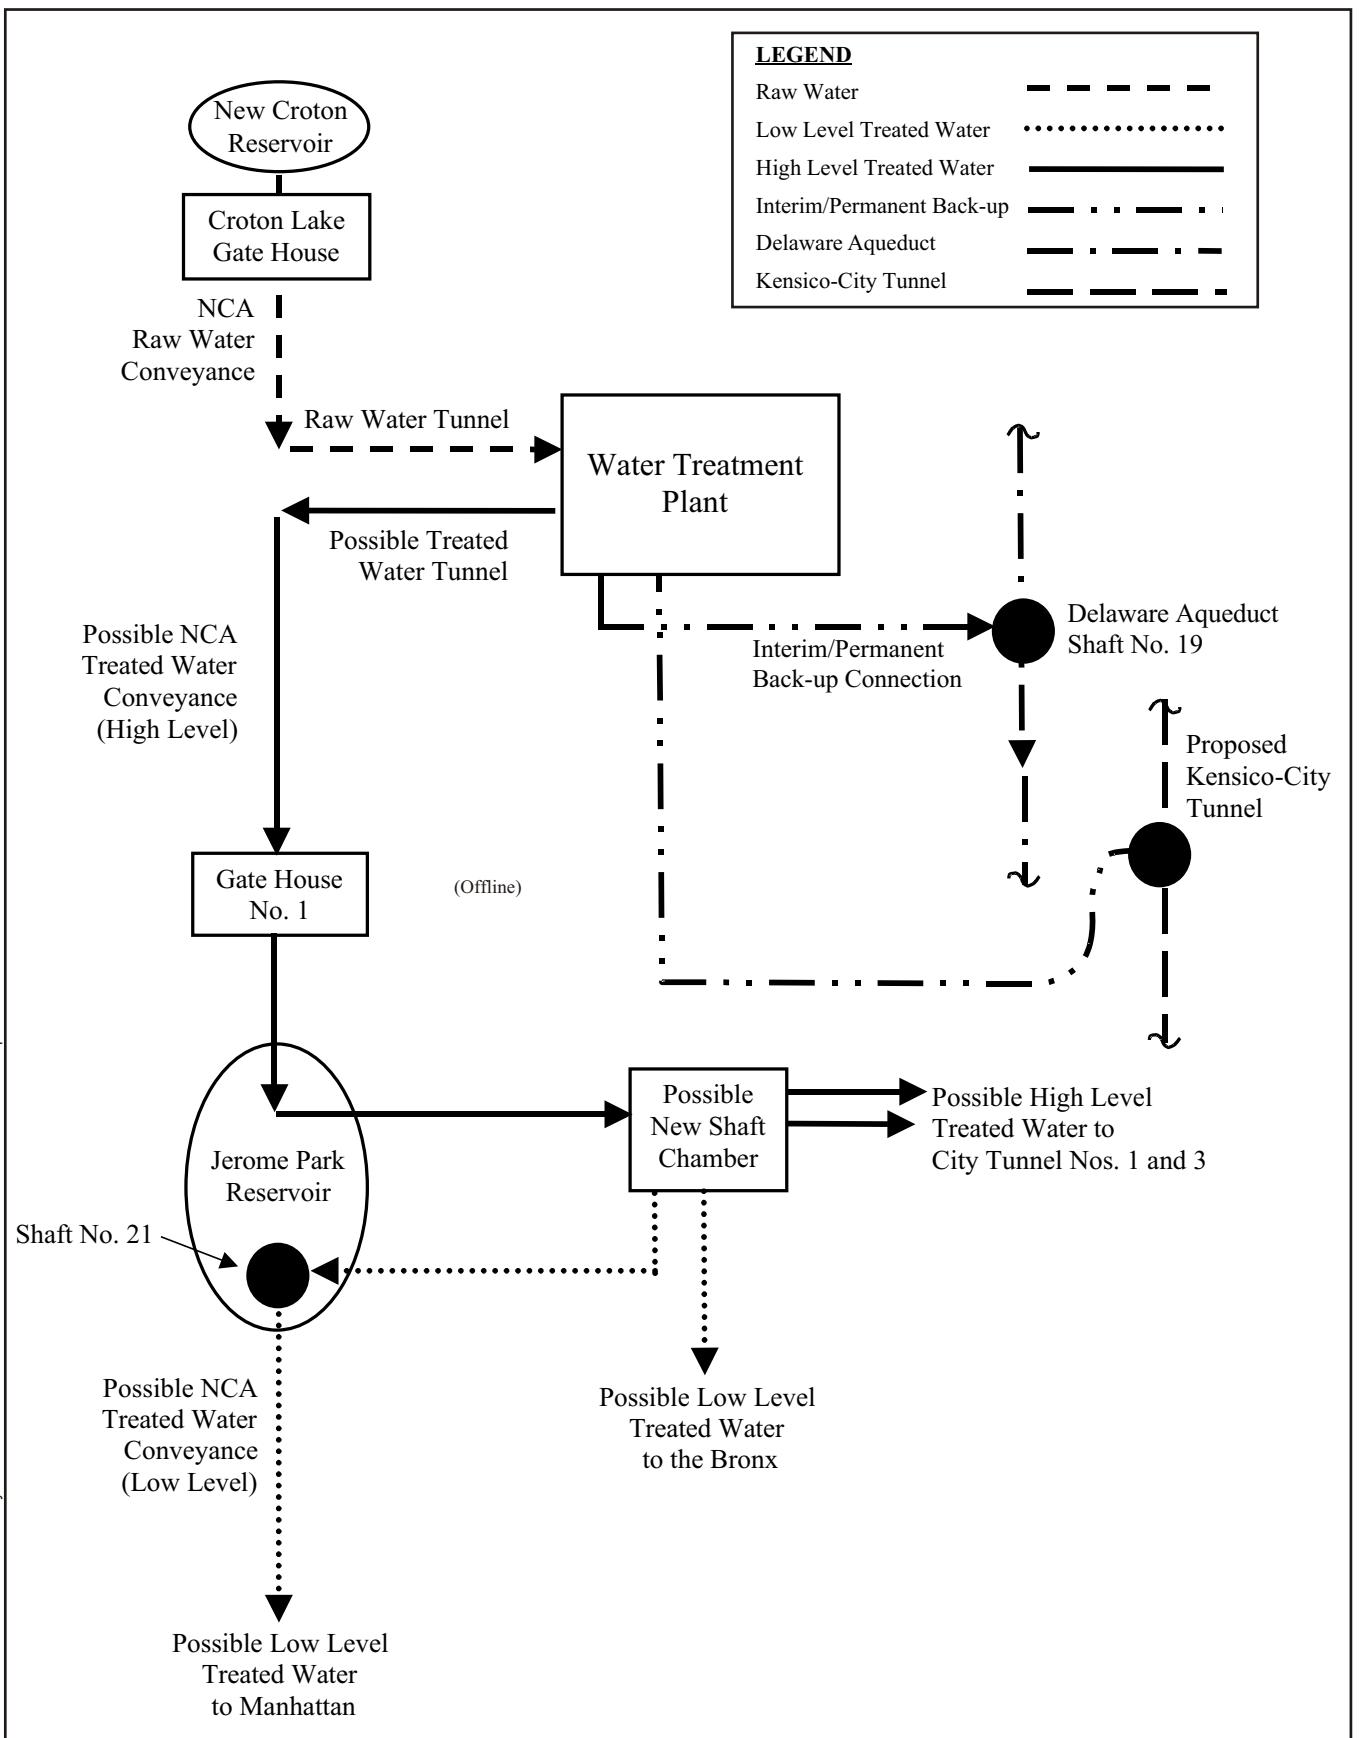 LEGEND
Raw Water
Low Level Treated Water
High Level Treated Water
Interim/Permanent Back-up
Delaware Aqueduct
Kensico-City Tunnel
New Croton
Reservoir
Croton Lake
Gate House
NCA
Raw Water
Conveyance
Raw Water Tunnel
Water Treatment
Plant
Possible Treated
Water Tunnel
Possible NCA
Treated Water
Conveyance
(High Level)
Interim/Permanent
Back-up Connection
Delaware Aqueduct
Shaft No. 19
Proposed
Kensico-City
Tunnel
Gate House
No. 1
(Offline)
Possible
New Shaft
Chamber
Possible High Level
Treated Water to
City Tunnel Nos. 1 and 3
Jerome Park
Reservoir
Shaft No. 21
Possible NCA
Treated Water
Conveyance
(Low Level)
Possible Low Level
Treated Water
to the Bronx
Possible Low Level
Treated Water
to Manhattan